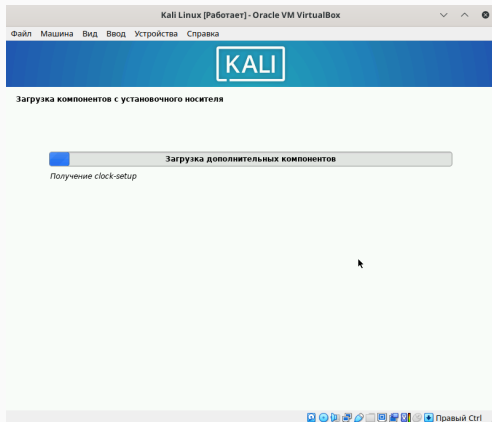 Kali Linux [Работает] - Oracle VM VirtualBox
Файл Машина Вид Ввод Устройства Справка
KALI
Загрузка компонентов с установочного носителя
Загрузка дополнительных компонентов
Получение clock-setup
Правый Ctrl